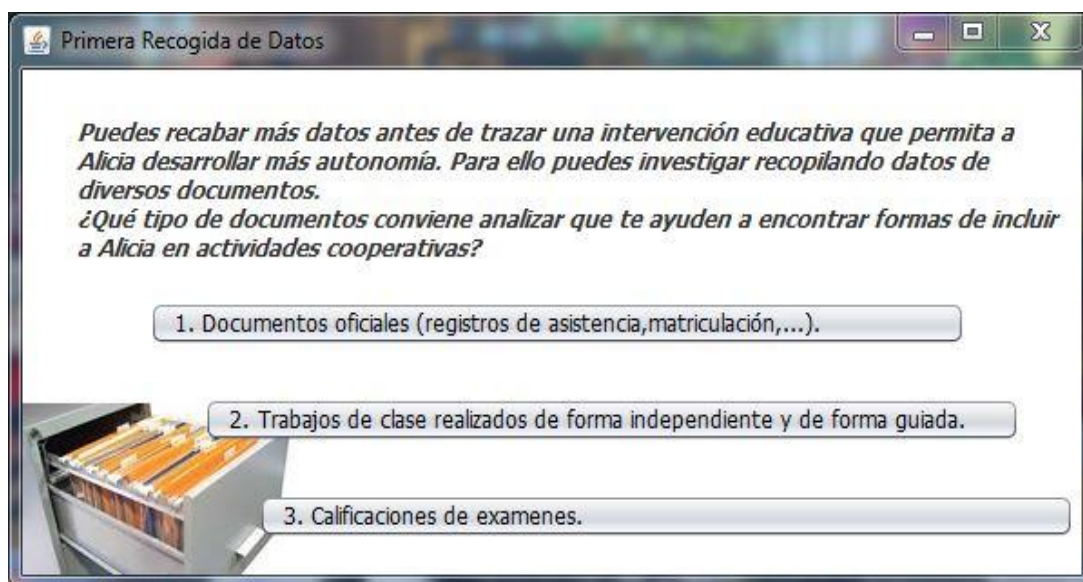 Primera Recogida de Datos
Puedes recabar más datos antes de trazar una intervención educativa que permita a
Alicia desarrollar más autonomía. Para ello puedes investigar recopilando datos de
diversos documentos.
¿Qué tipo de documentos conviene analizar que te ayuden a encontrar formas de incluir
a Alicia en actividades cooperativas?
1. Documentos oficiales (registros de asistencia,matriculación,...).
2. Trabajos de clase realizados de forma independiente y de forma guiada.
3. Calificaciones de examenes.